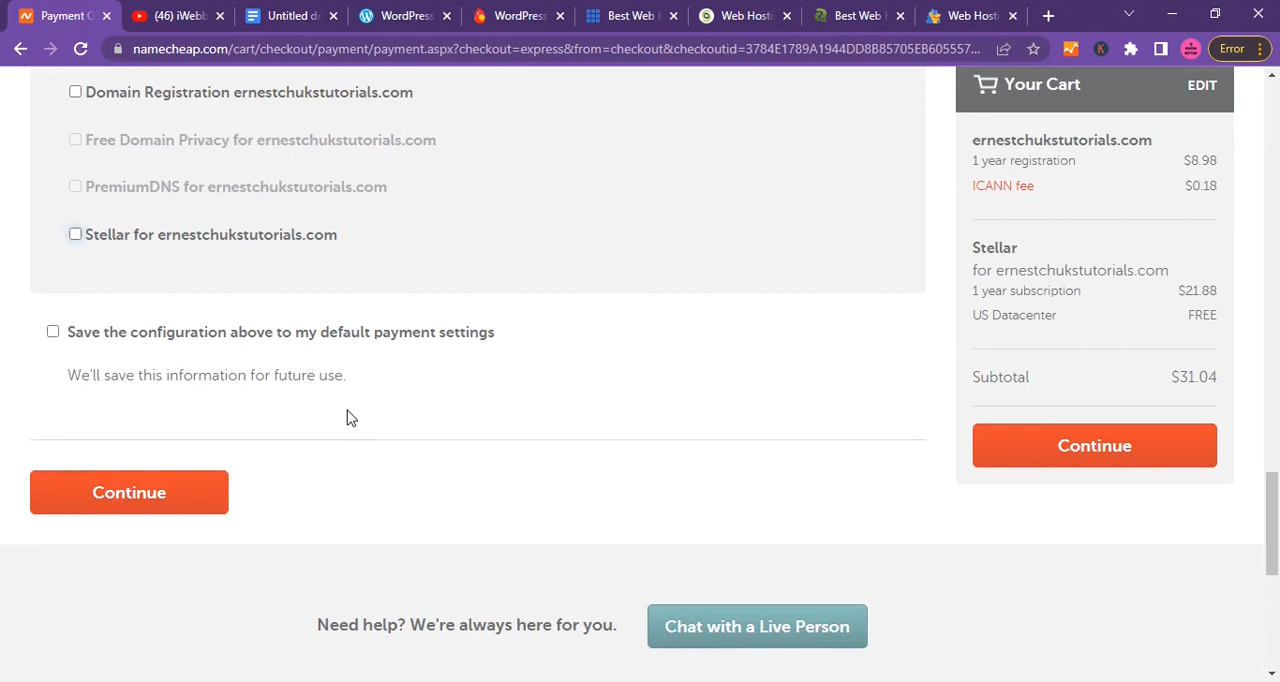 Payment O
(46) iWebb
Untitled do
WordPress
WordPress
Best Web H
Web Hosti
Best Web H
Web Hosti
namecheap.com/cart/checkout/payment/payment.aspx?checkout=express&from=checkout&checkoutid=3784E1789A1944DD8B85705EB605557...
K
Error
Domain Registration ernestchukstutorials.com
Free Domain Privacy for ernestchukstutorials.com
PremiumDNS for ernestchukstutorials.com
Stellar for ernestchukstutorials.com
Save the configuration above to my default payment settings
We'll save this information for future use.
Continue
Your Cart EDIT
ernestchukstutorials.com
1 year registration $8.98
ICANN fee $0.18
Stellar
for ernestchukstutorials.com
1 year subscription $21.88
US Datacenter FREE
Subtotal $31.04
Continue
Need help? We're always here for you.
Chat with a Live Person